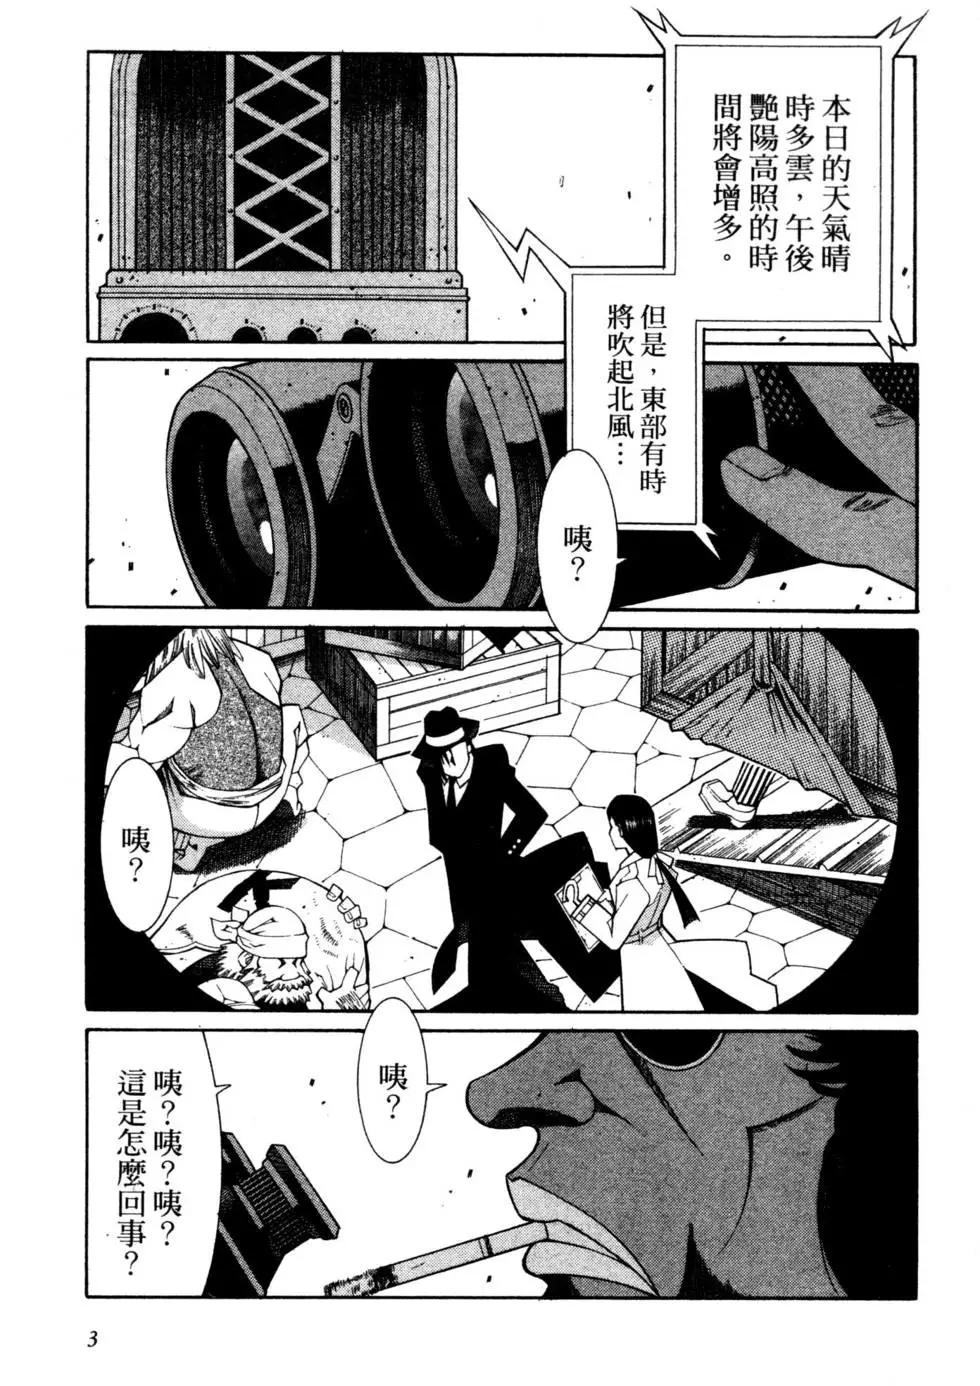 本日的天氣晴
時多雲，午後
艷陽高照的時
間將會增多。
但是，東部有時
將吹起北風…
咦？
咦？
咦？
咦？咦？咦？
這是怎麼回事？
3